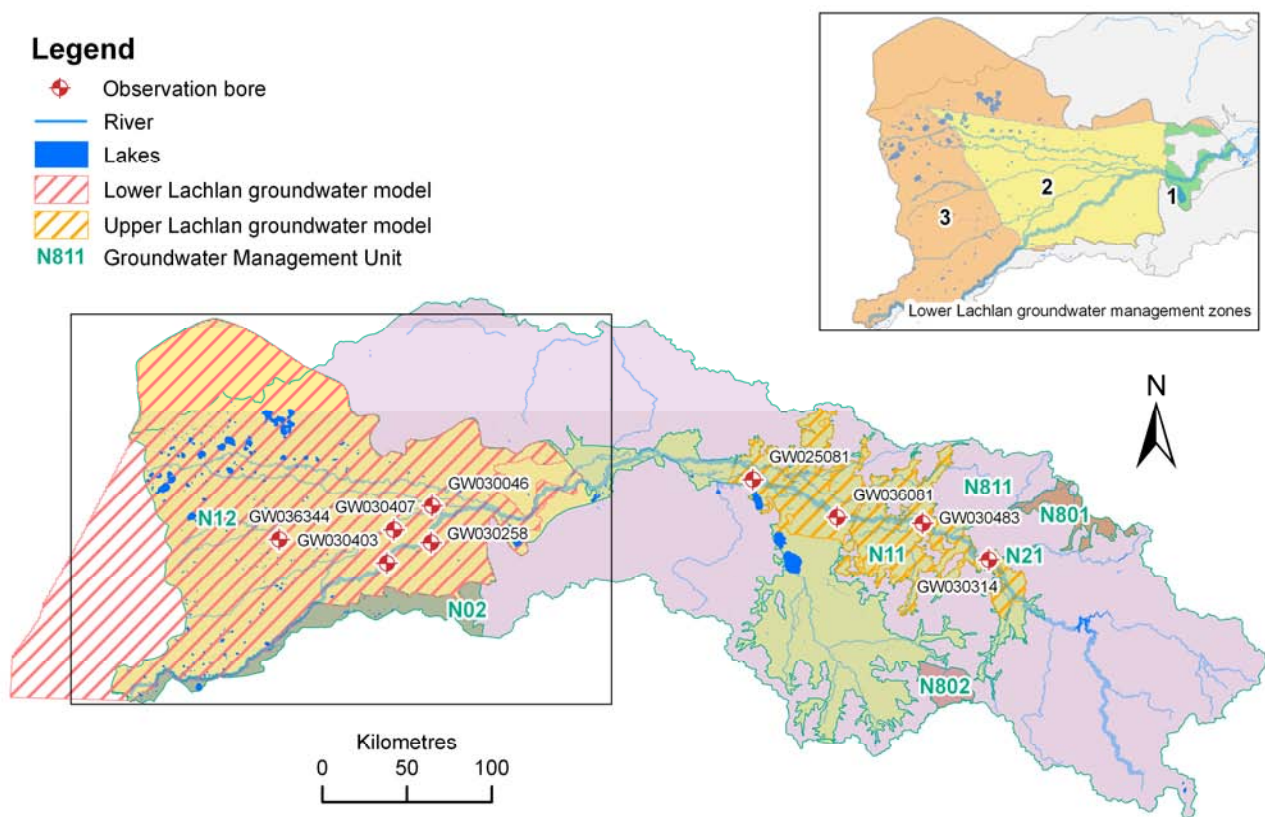 Legend
Observation bore
River
Lakes
Lower Lachlan groundwater model
Upper Lachlan groundwater model
N811 Groundwater Management Unit
1
2
3
Lower Lachlan groundwater management zones
N
GW025081
GW030046
GW036081
N811
GW030407
N801
N12
GW036344
GW030483
GW030258
GW030403
N11
N21
GW030314
N02
N802
Kilometres
0 50 100